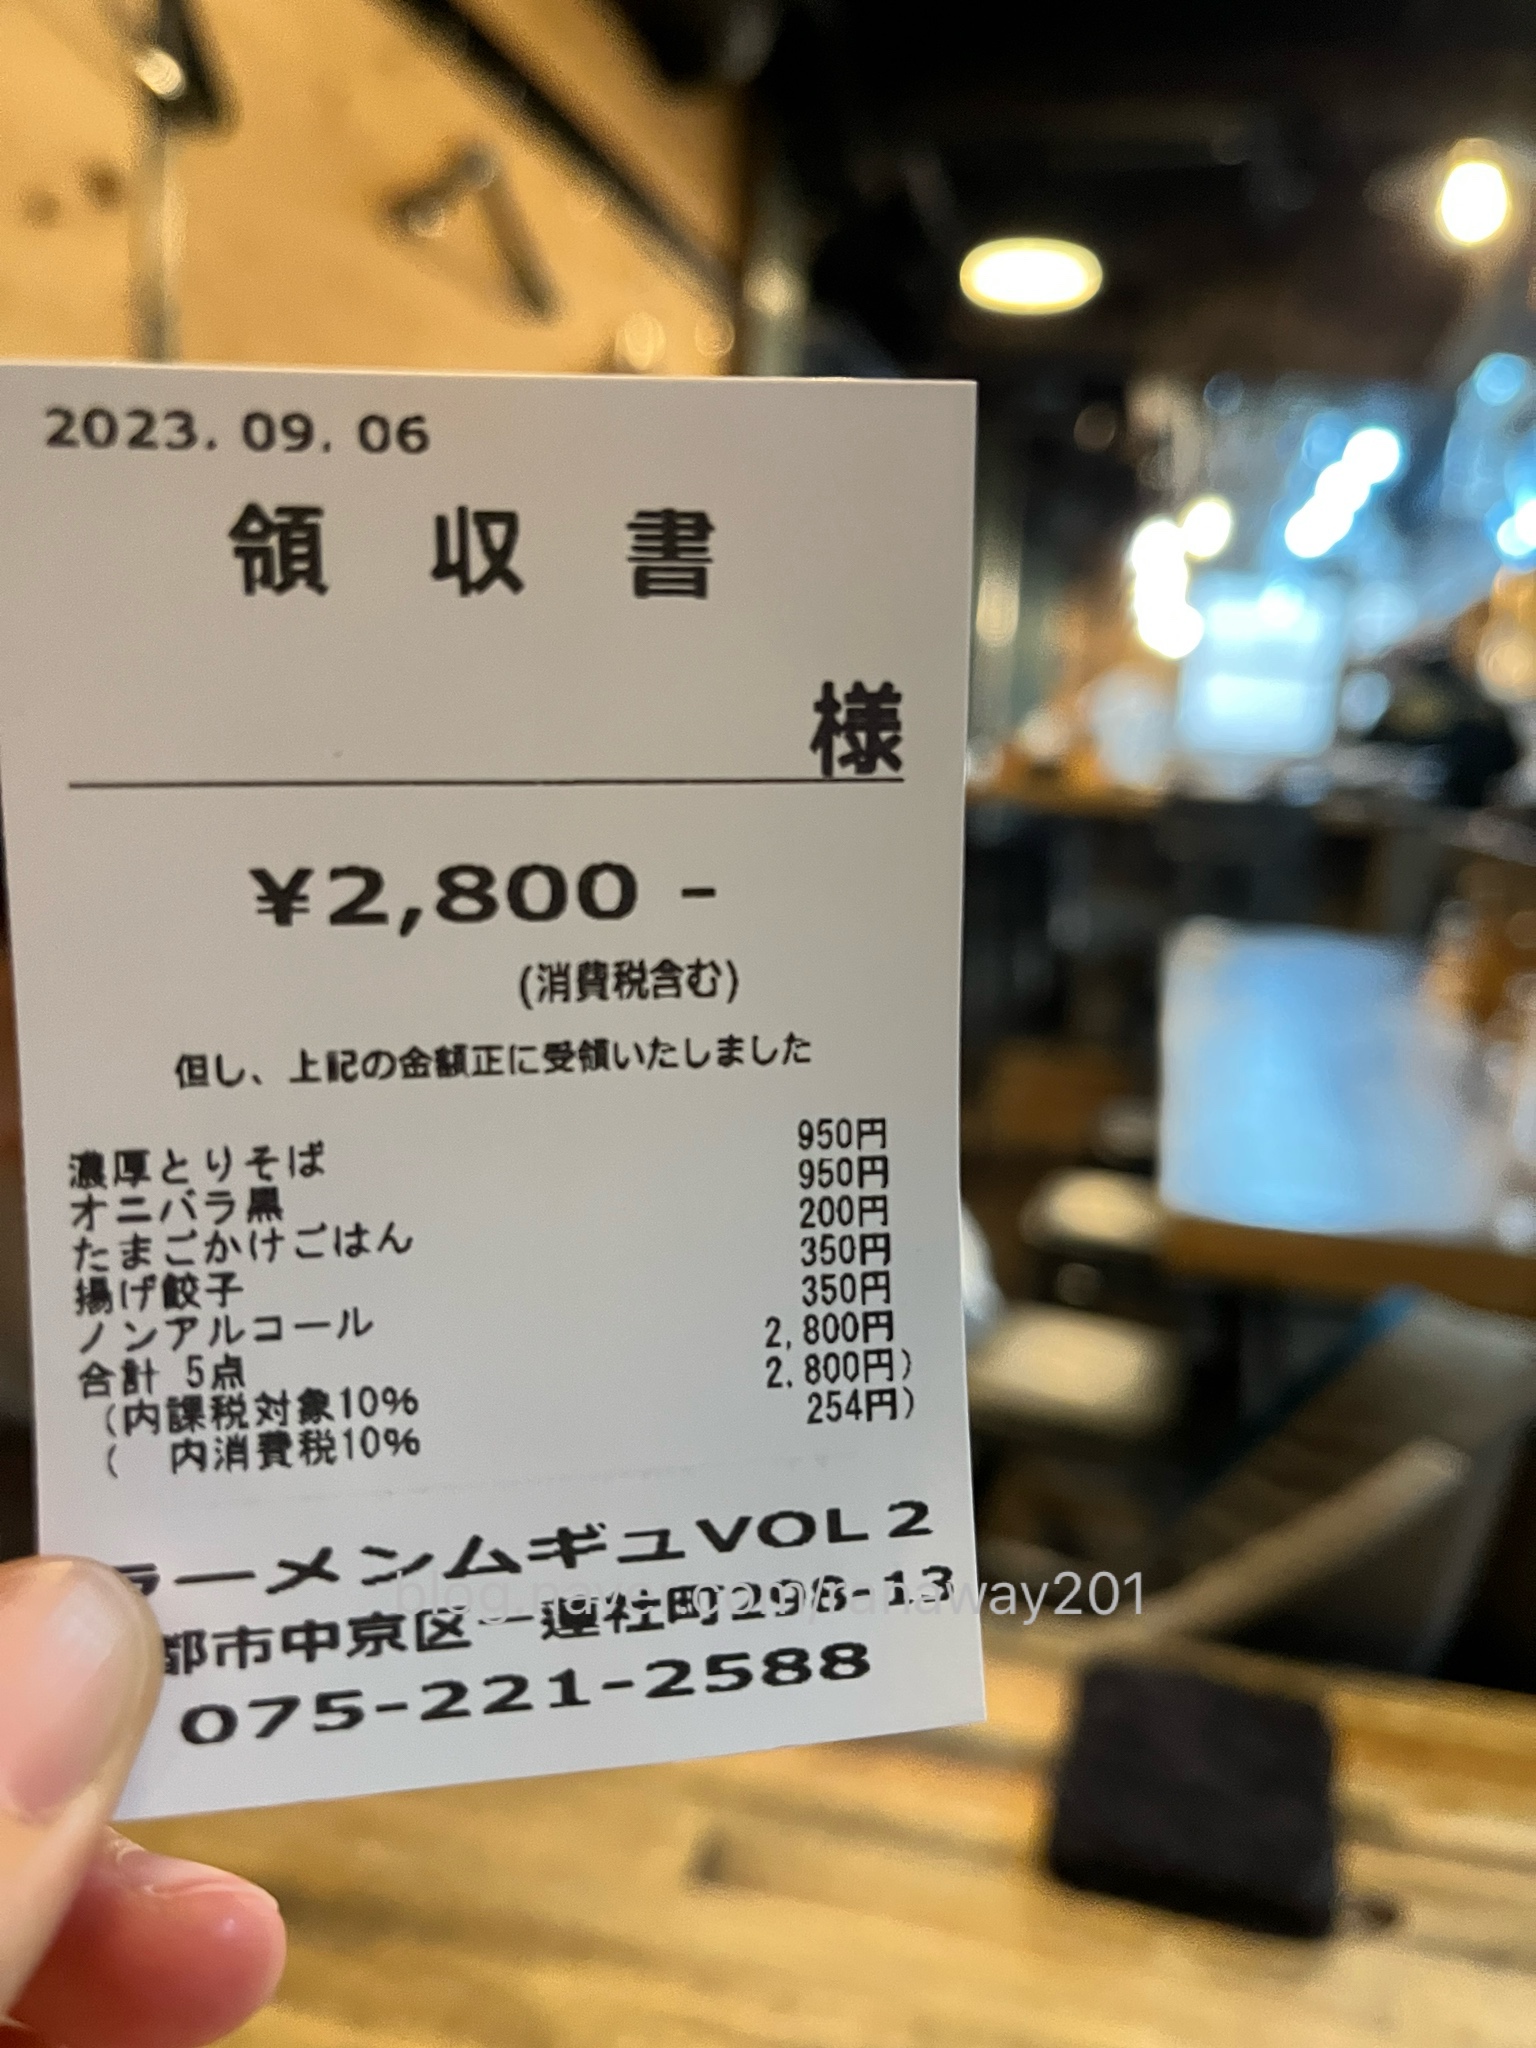 2023. 09. 06
領 収 書
様
¥2,800 -
(消費税含む)
但し、上記の金額正に受領いたしました
濃厚とりそば 950円
オニバラ黒 950円
たまごかけごはん 200円
揚げ餃子 350円
ノンアルコール 350円
合計 5点 2,800円
(内課税対象10% 2,800円)
( 内消費税10% 254円)
ラーメンムギュVOL2
都市中京区一蓮社町298-13
075-221-2588